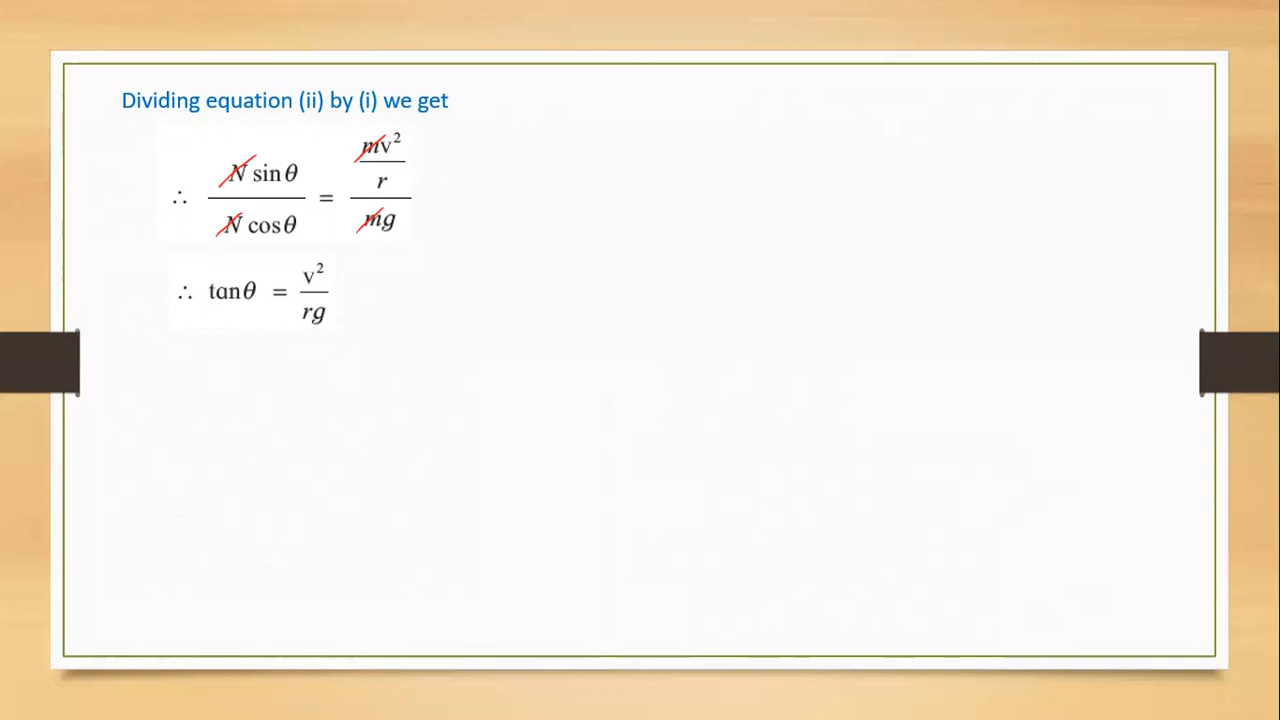 Dividing equation (ii) by (i) we get
∴ N sinθ / N cosθ = (mv² / r) / mg
∴ tanθ = v² / rg